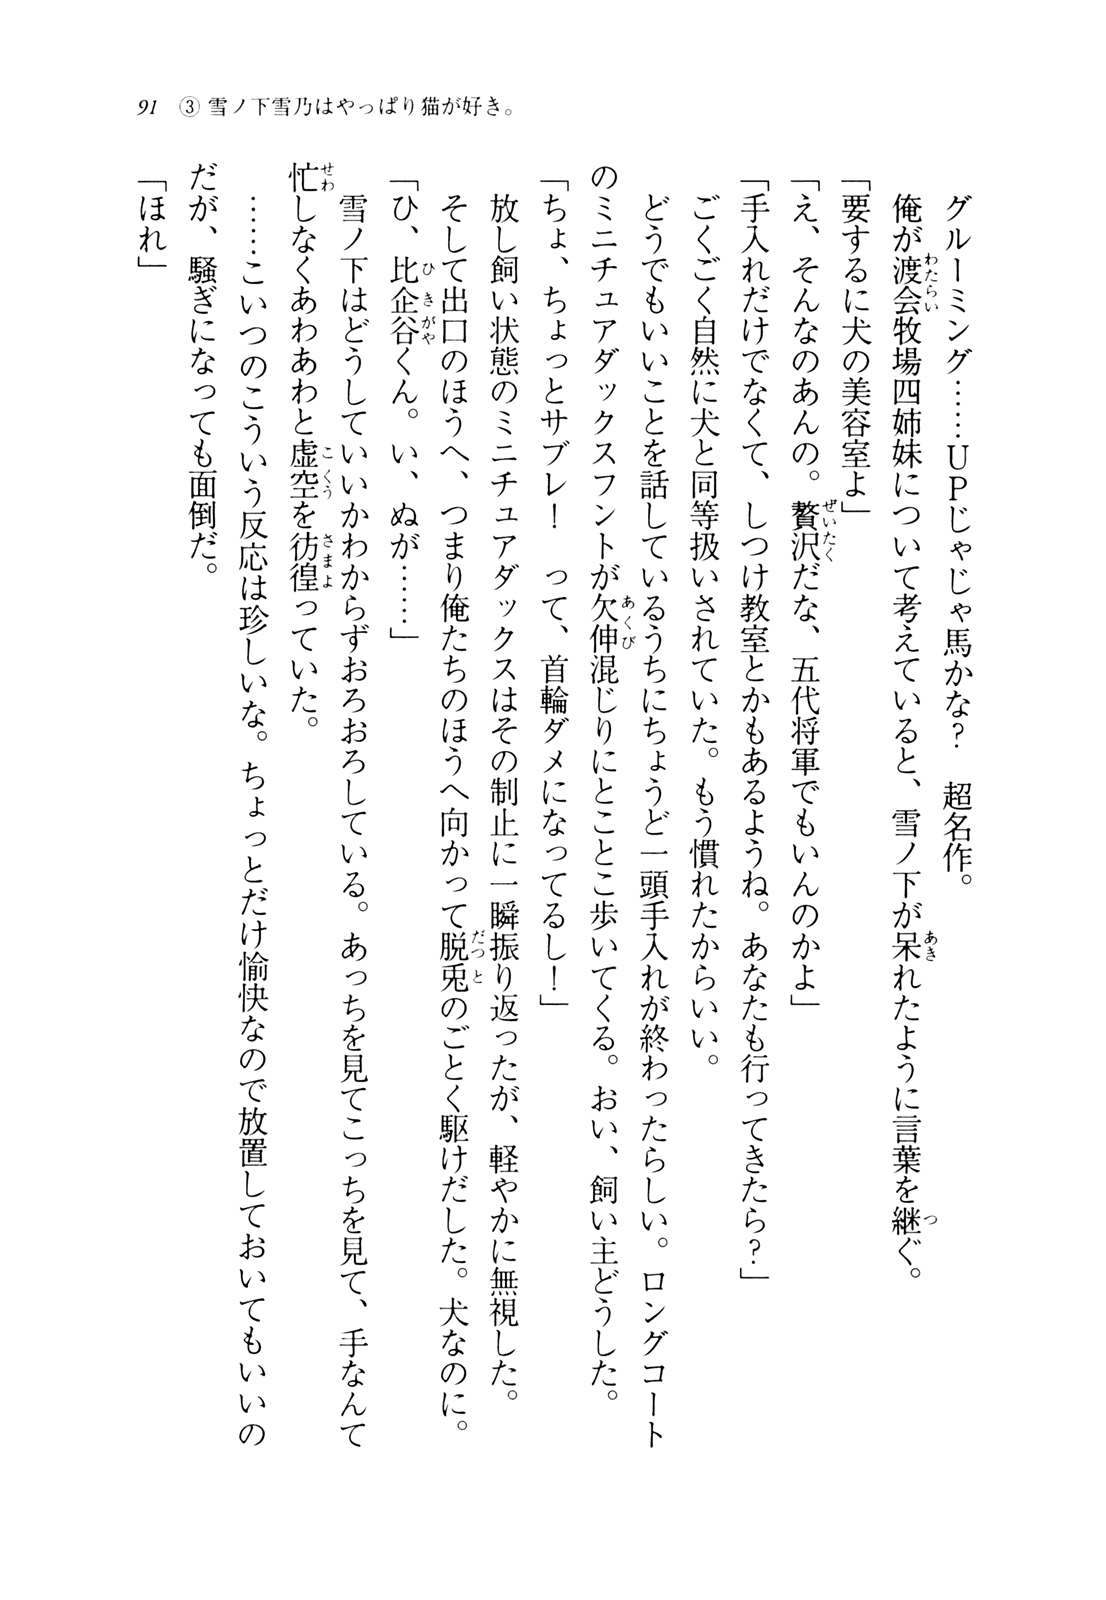 91 ③ 雪ノ下雪乃はやっぱり猫が好き。
グルーミング……ＵＰじゃじゃ馬かな？　超名作。
俺が渡会牧場四姉妹について考えていると、雪ノ下が呆れたように言葉を継ぐ。
「要するに犬の美容室よ」
「え、そんなのあんの。贅沢だな、五代将軍でもいんのかよ」
「手入れだけでなくて、しつけ教室とかもあるようね。あなたも行ってきたら？」
ごくごく自然に犬と同等扱いされていた。もう慣れたからいい。
どうでもいいことを話しているうちにちょうど一頭手入れが終わったらしい。ロングコート
のミニチュアダックスフントが欠伸混じりにとことこ歩いてくる。おい、飼い主どうした。
「ちょ、ちょっとサブレ！　って、首輪ダメになってるし！」
放し飼い状態のミニチュアダックスはその制止に一瞬振り返ったが、軽やかに無視した。
そして出口のほうへ、つまり俺たちのほうへ向かって脱兎のごとく駆けだした。犬なのに。
「ひ、比企谷くん。い、いぬが……」
雪ノ下はどうしていいかわからずおろおろしている。あっちを見てこっちを見て、手なんて
忙しなくあわあわと虚空を彷徨っていた。
……こいつのこういう反応は珍しいな。ちょっとだけ愉快なので放置しておいてもいいの
だが、騒ぎになっても面倒だ。
「ほれ」